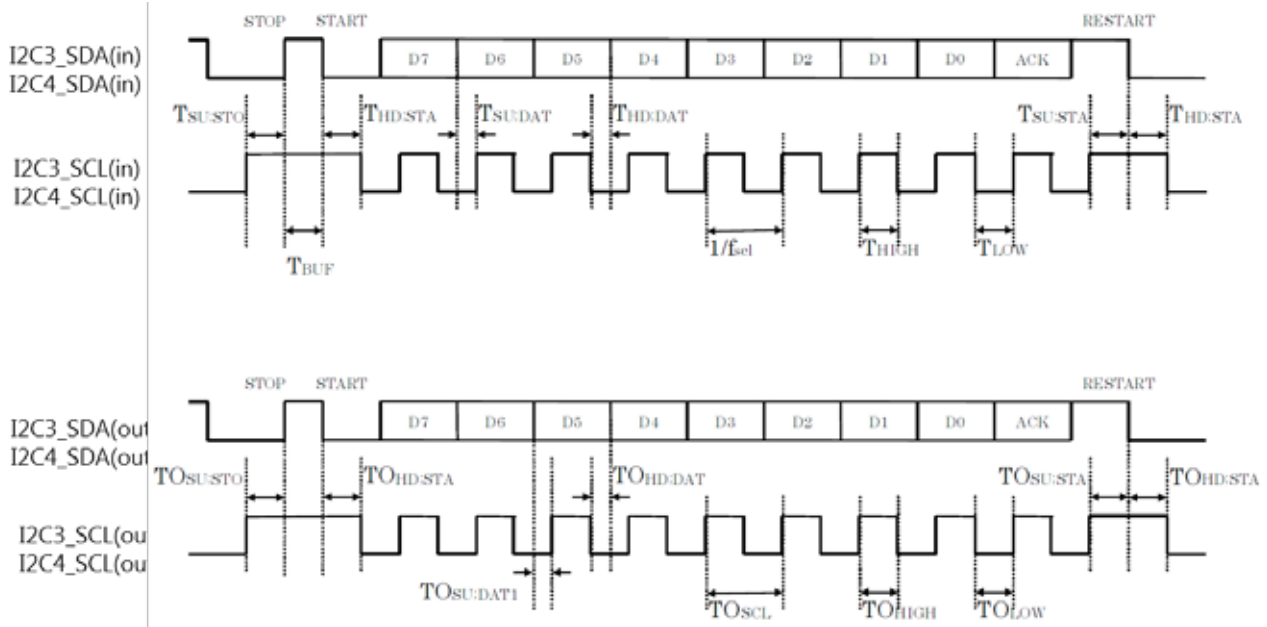 STOP START RESTART
I2C3_SDA(in)
I2C4_SDA(in)
D7 D6 D5 D4 D3 D2 D1 D0 ACK
TSU:STO THD:STA TSU:DAT THD:DAT TSU:STA THD:STA
I2C3_SCL(in)
I2C4_SCL(in)
TBUF 1/fscl THIGH TLOW
STOP START RESTART
I2C3_SDA(out
I2C4_SDA(out
D7 D6 D5 D4 D3 D2 D1 D0 ACK
TOSU:STO TOHD:STA TOHD:DAT TOSU:STA TOHD:STA
I2C3_SCL(ou
I2C4_SCL(ou
TOSU:DAT1 TOSCL TOHIGH TOLOW